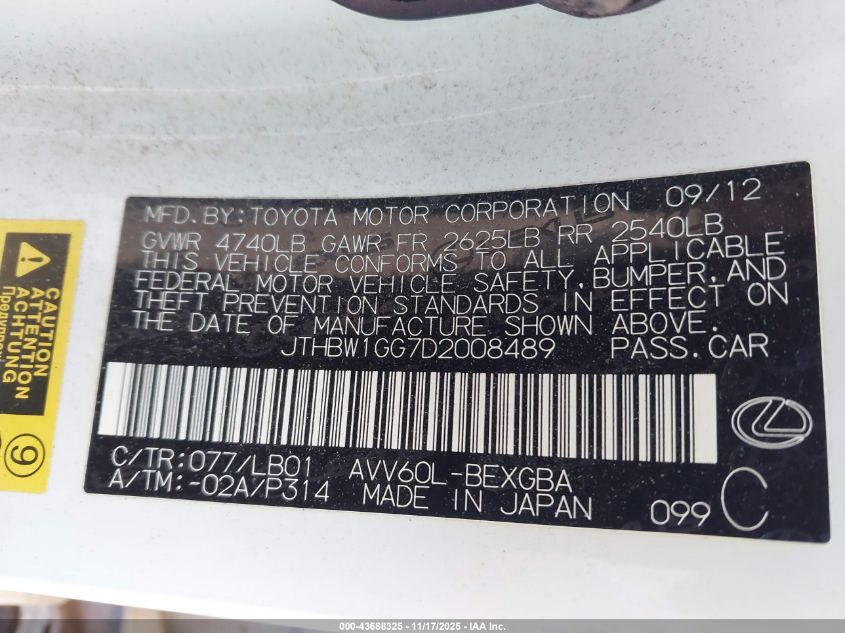 MFD. BY: TOYOTA MOTOR CORPORATION 09/12
GVWR 4740LB GAWR FR 2625LB RR 2540LB
THIS VEHICLE CONFORMS TO ALL APPLICABLE
FEDERAL MOTOR VEHICLE SAFETY, BUMPER, AND
THEFT PREVENTION STANDARDS IN EFFECT ON
THE DATE OF MANUFACTURE SHOWN ABOVE.
JTHBW1GG7D2008489 PASS. CAR
C/TR: 077/LB01 AVV60L-BEXGBA
A/TM: -02A/P314 MADE IN JAPAN 099 C
CAUTION
ATTENTION
ACHTUNG
9
000-43688325 - 11/17/2025 - IAA Inc.